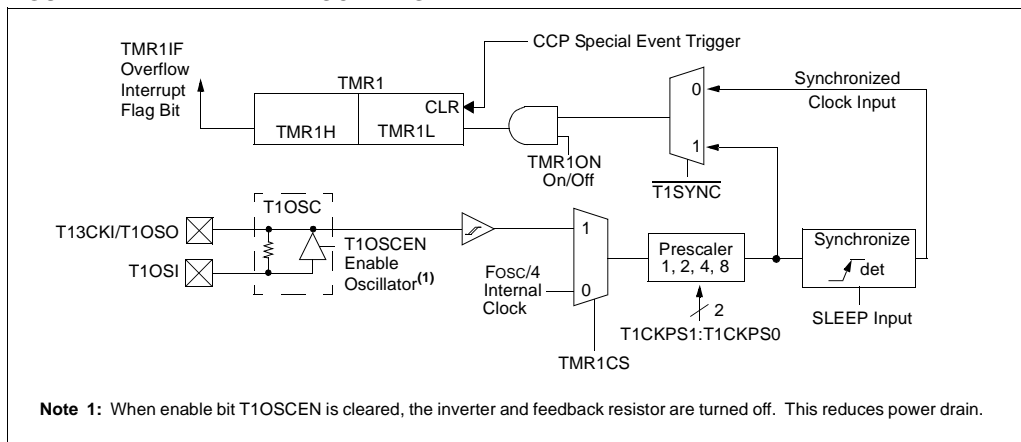 CCP Special Event Trigger
TMR1IF
Overflow
Interrupt
Flag Bit
TMR1
CLR
TMR1H
TMR1L
0
1
Synchronized
Clock Input
TMR1ON
On/Off
T1SYNC
T1OSC
T13CKI/T1OSO
T1OSI
T1OSCEN
Enable
Oscillator(1)
FOSC/4
Internal
Clock
1
0
Prescaler
1, 2, 4, 8
Synchronize
det
2
T1CKPS1:T1CKPS0
SLEEP Input
TMR1CS
Note 1: When enable bit T1OSCEN is cleared, the inverter and feedback resistor are turned off. This reduces power drain.